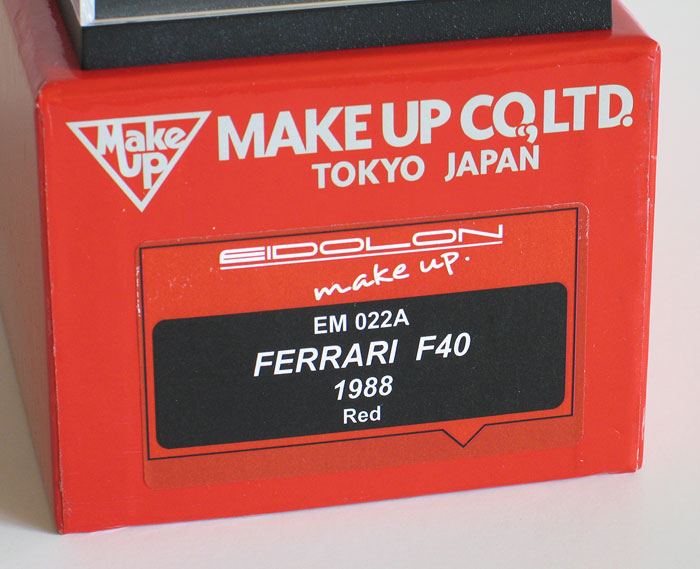 Make Up
MAKE UP CO., LTD.
TOKYO JAPAN
EIDOLON
make up.
EM 022A
FERRARI F40
1988
Red